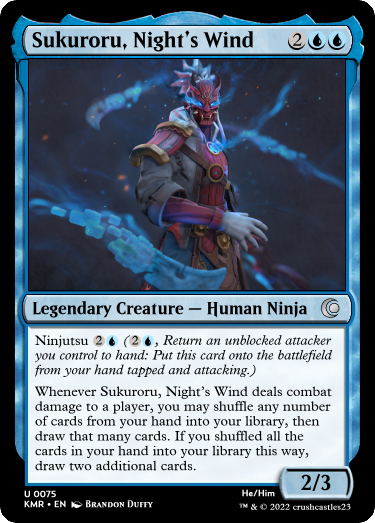 Sukuroru, Night's Wind 2
Legendary Creature — Human Ninja
Ninjutsu 2 (2 , Return an unblocked attacker
you control to hand: Put this card onto the battlefield
from your hand tapped and attacking.)
Whenever Sukuroru, Night's Wind deals combat
damage to a player, you may shuffle any number
of cards from your hand into your library, then
draw that many cards. If you shuffled all the
cards in your hand into your library this way,
draw two additional cards.
2/3
U 0075
He/Him
KMR • EN Brandon Duffy
™ & © 2022 crushcastles23